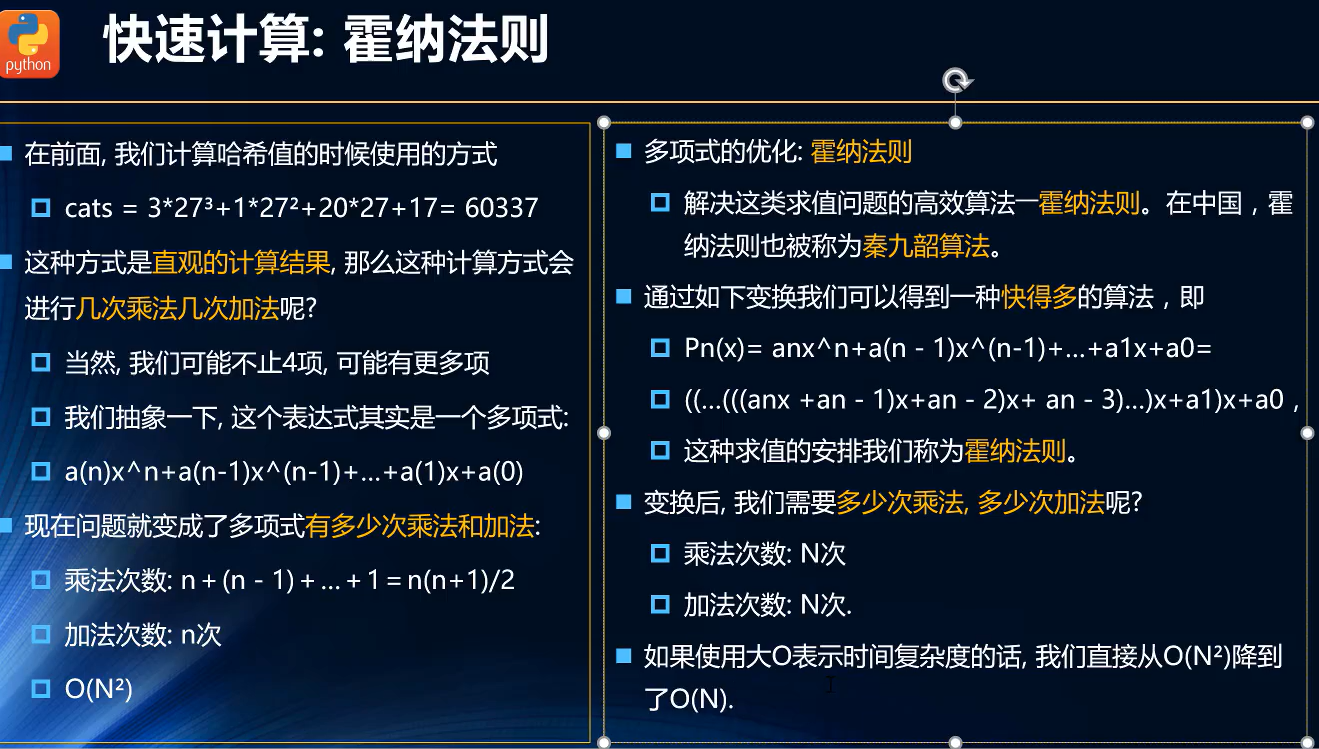 python
快速计算: 霍纳法则
在前面, 我们计算哈希值的时候使用的方式
cats = 3*27³+1*27²+20*27+17= 60337
这种方式是直观的计算结果, 那么这种计算方式会
进行几次乘法几次加法呢?
当然, 我们可能不止4项, 可能有更多项
我们抽象一下, 这个表达式其实是一个多项式:
a(n)x^n+a(n-1)x^(n-1)+…+a(1)x+a(0)
现在问题就变成了多项式有多少次乘法和加法:
乘法次数: n＋(n－1)＋…＋1＝n(n+1)/2
加法次数: n次
O(N²)
多项式的优化: 霍纳法则
解决这类求值问题的高效算法―霍纳法则。在中国，霍
纳法则也被称为秦九韶算法。
通过如下变换我们可以得到一种快得多的算法，即
Pn(x)= anx^n+a(n－1)x^(n-1)+…+a1x+a0=
((…(((anx +an－1)x+an－2)x+ an－3)…)x+a1)x+a0，
这种求值的安排我们称为霍纳法则。
变换后, 我们需要多少次乘法, 多少次加法呢?
乘法次数: N次
加法次数: N次.
如果使用大O表示时间复杂度的话, 我们直接从O(N²)降到
了O(N).